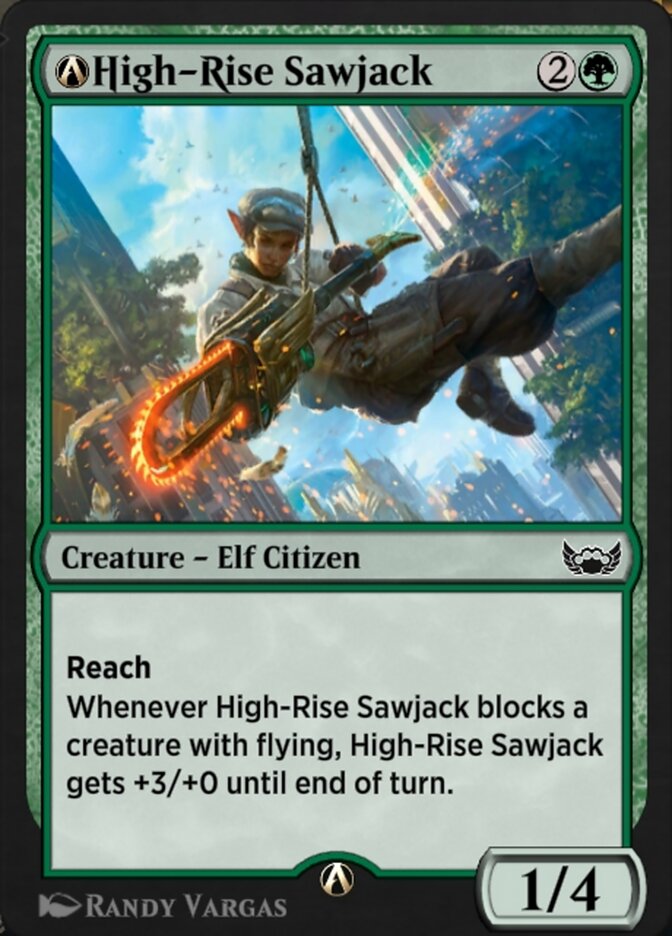 High-Rise Sawjack 2
Creature – Elf Citizen
Reach
Whenever High-Rise Sawjack blocks a
creature with flying, High-Rise Sawjack
gets +3/+0 until end of turn.
1/4
Randy Vargas